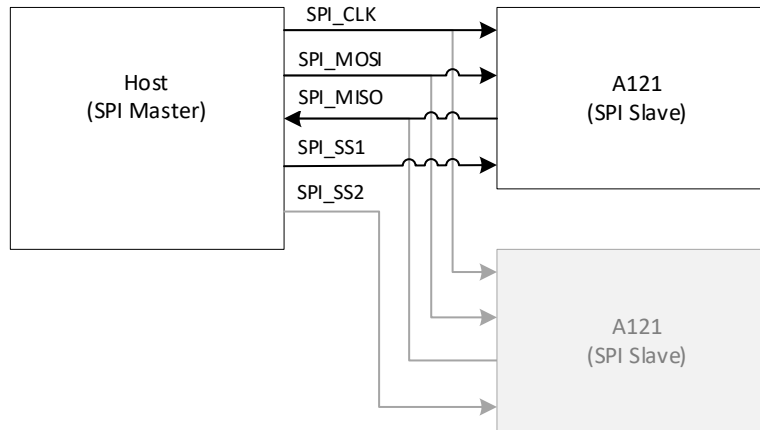 SPI_CLK
SPI_MOSI
Host
(SPI Master)
SPI_MISO
A121
(SPI Slave)
SPI_SS1
SPI_SS2
A121
(SPI Slave)